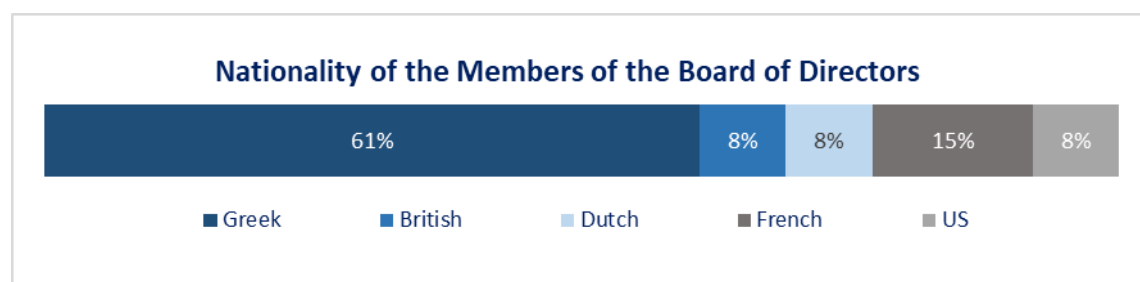 Nationality of the Members of the Board of Directors
61% 8% 8% 15% 8%
Greek British Dutch French US